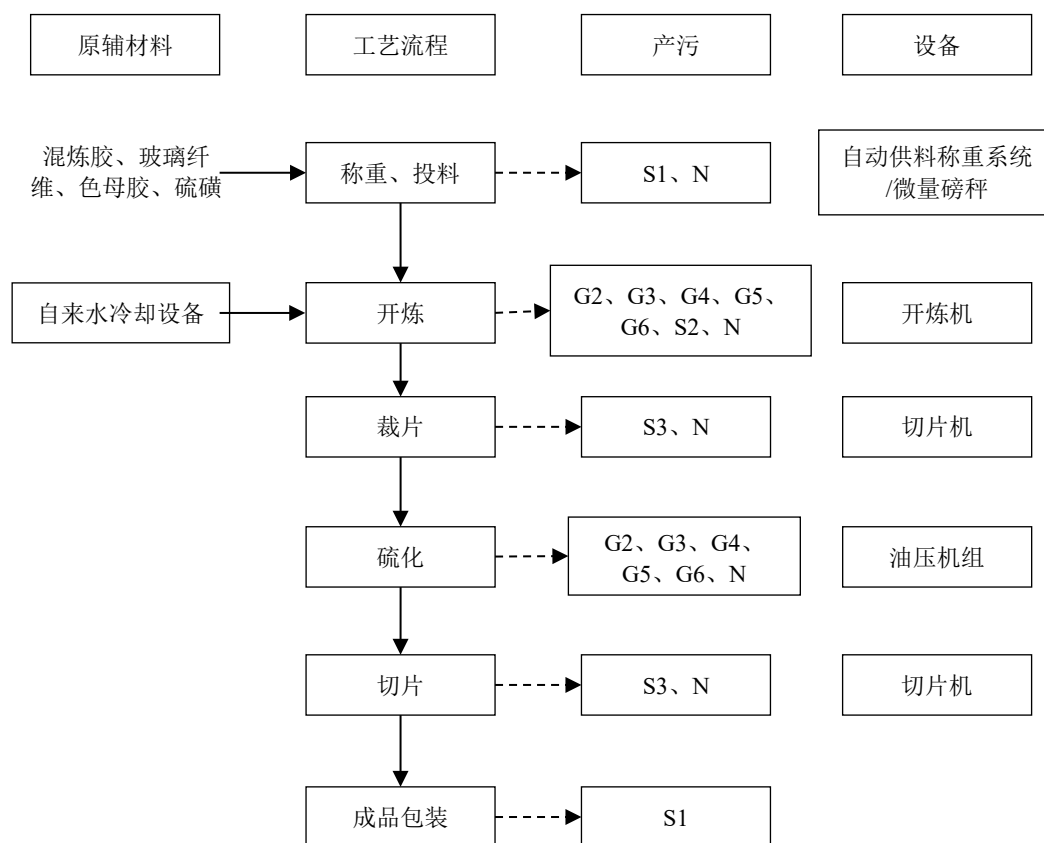 原辅材料
工艺流程
产污
设备
混炼胶、玻璃纤
维、色母胶、硫磺
称重、投料
S1、N
自动供料称重系统
/微量磅秤
自来水冷却设备
开炼
G2、G3、G4、G5、
G6、S2、N
开炼机
裁片
S3、N
切片机
硫化
G2、G3、G4、
G5、G6、N
油压机组
切片
S3、N
切片机
成品包装
S1